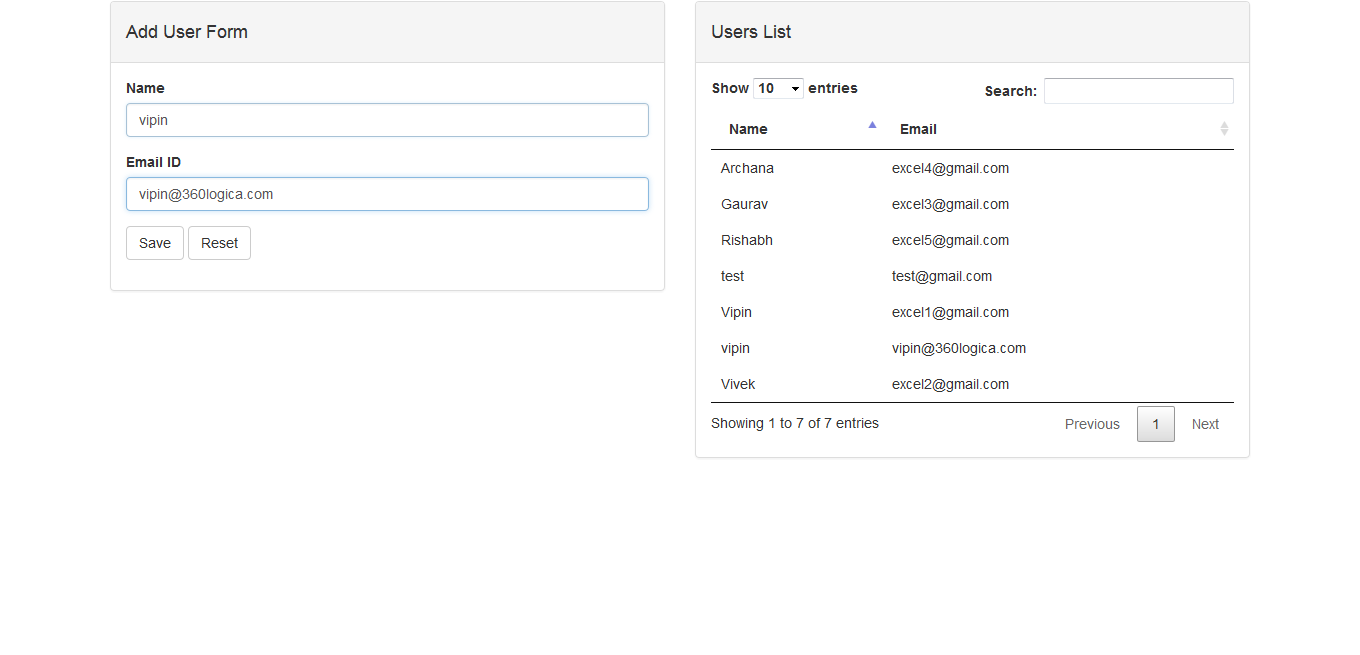 Add User Form
Name
vipin
Email ID
vipin@360logica.com
Save Reset
Users List
Show 10 entries Search:
Name Email
Archana excel4@gmail.com
Gaurav excel3@gmail.com
Rishabh excel5@gmail.com
test test@gmail.com
Vipin excel1@gmail.com
vipin vipin@360logica.com
Vivek excel2@gmail.com
Showing 1 to 7 of 7 entries Previous 1 Next